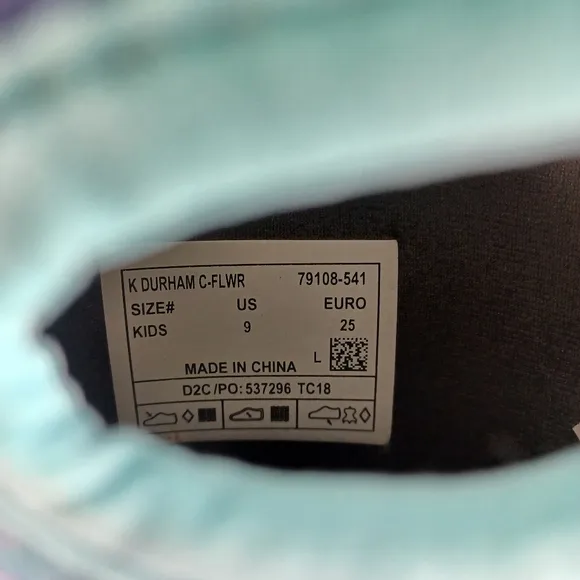 K DURHAM C-FLWR 79108-541
SIZE# US EURO
KIDS 9 25
L
MADE IN CHINA
D2C/PO: 537296 TC18